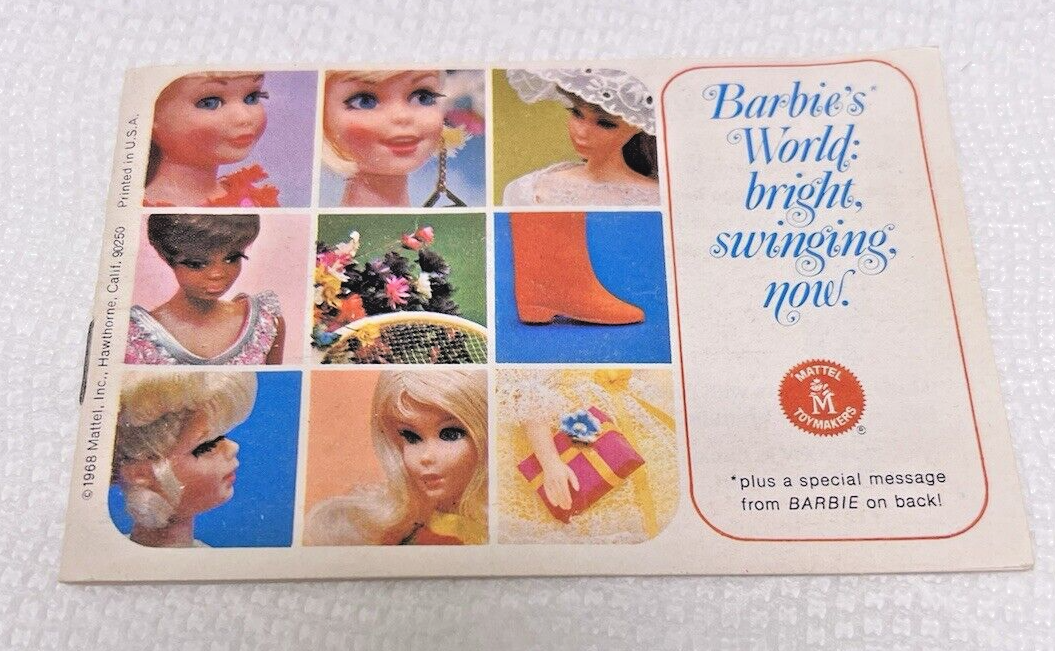 ©1968 Mattel, Inc., Hawthorne, Calif. 90250 Printed in U.S.A.
Barbie's*
World:
bright,
swinging,
now.
MATTEL
M
TOYMAKERS
®
*plus a special message
from BARBIE on back!